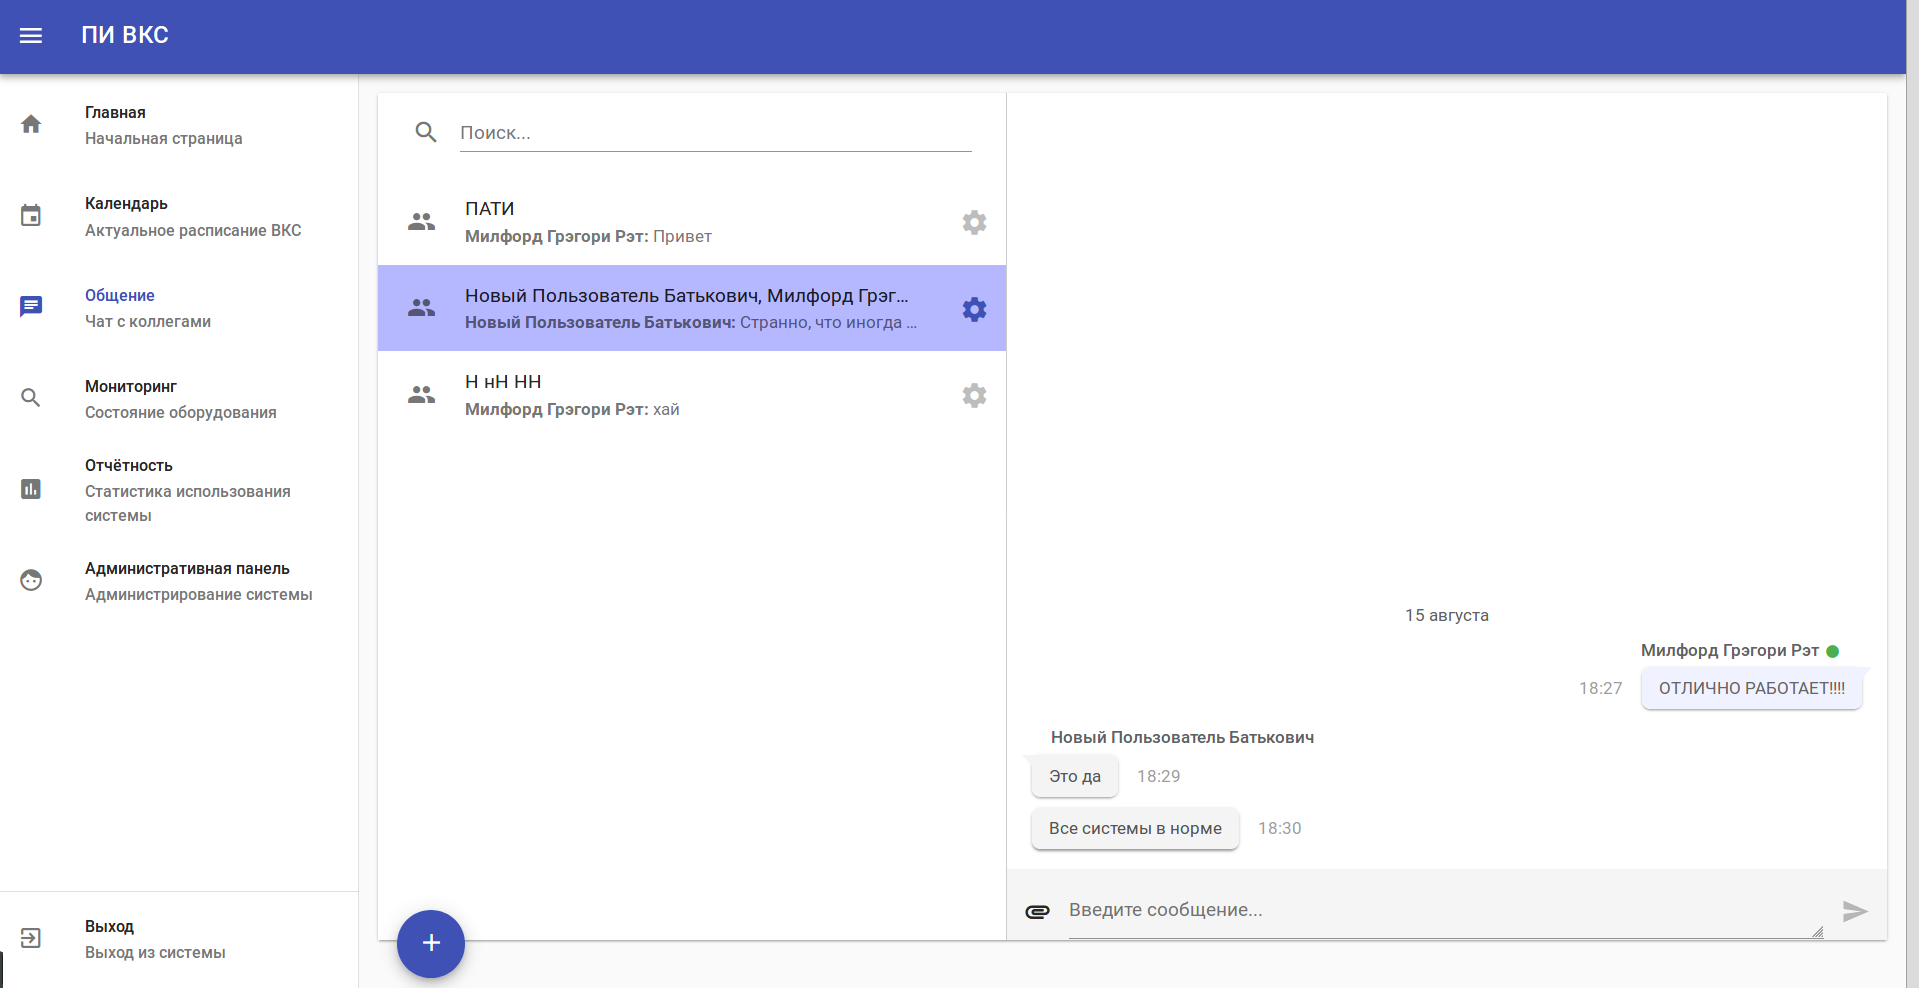 ПИ ВКС
Главная
Начальная страница
Календарь
Актуальное расписание ВКС
Общение
Чат с коллегами
Мониторинг
Состояние оборудования
Отчётность
Статистика использования
системы
Административная панель
Администрирование системы
Выход
Выход из системы
Поиск...
ПАТИ
Милфорд Грэгори Рэт: Привет
Новый Пользователь Батькович, Милфорд Грэг...
Новый Пользователь Батькович: Странно, что иногда ...
Н нН НН
Милфорд Грэгори Рэт: хай
15 августа
Милфорд Грэгори Рэт
18:27 ОТЛИЧНО РАБОТАЕТ!!!!
Новый Пользователь Батькович
Это да 18:29
Все системы в норме 18:30
Введите сообщение...